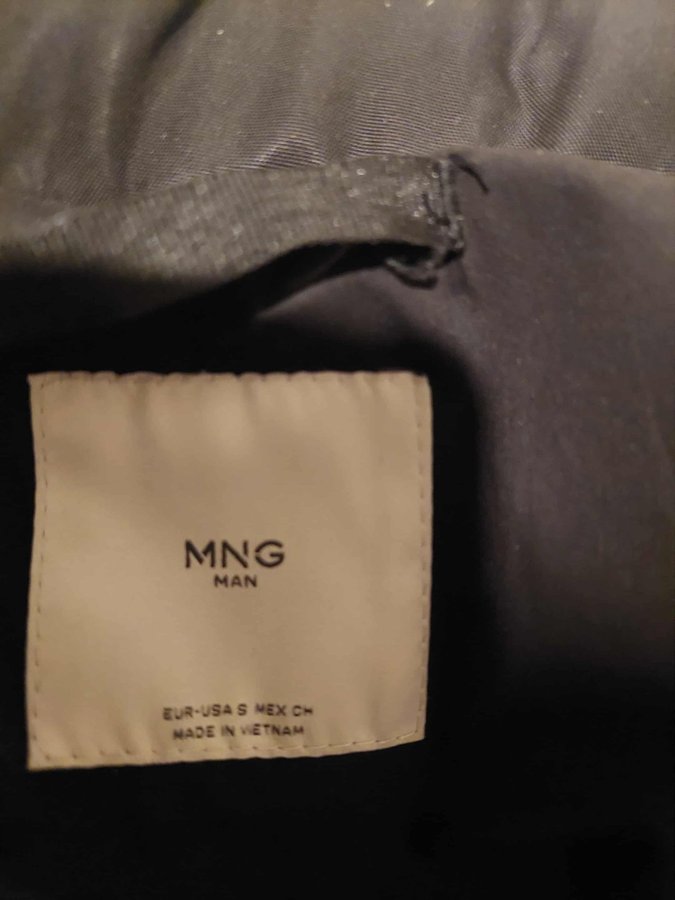 MNG
MAN
EUR-USA S MEX CH
MADE IN VIETNAM